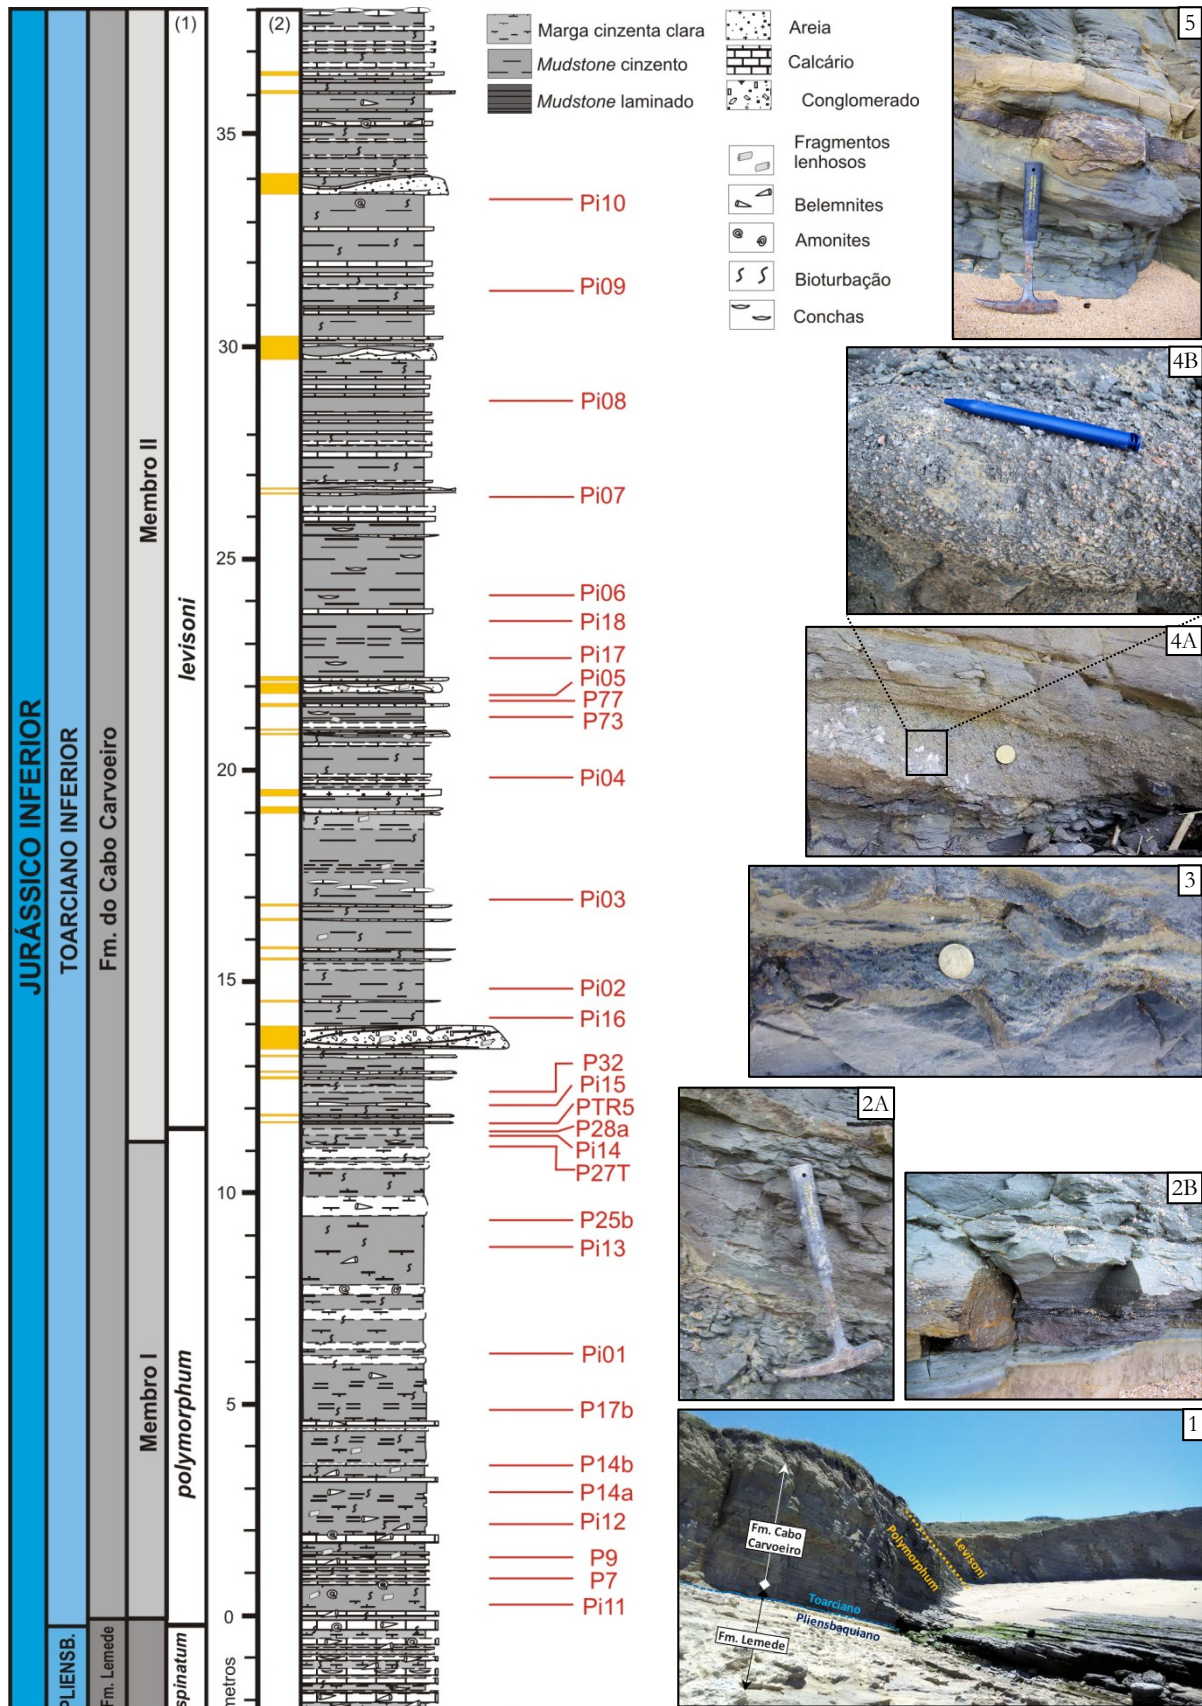 JURÁSSICO INFERIOR
TOARCIANO INFERIOR
PLIENSB.
Fm. do Cabo Carvoeiro
Fm. Lemede
Membro II
Membro I
(1)
levisoni
polymorphum
spinatum
(2)
35
30
25
20
15
10
5
0
metros
Marga cinzenta clara
Mudstone cinzento
Mudstone laminado
Areia
Calcário
Conglomerado
Fragmentos
lenhosos
Belemnites
Amonites
Bioturbação
Conchas
Pi10
Pi09
Pi08
Pi07
Pi06
Pi18
Pi17
Pi05
P77
P73
Pi04
Pi03
Pi02
Pi16
P32
Pi15
PTR5
P28a
Pi14
P27T
P25b
Pi13
Pi01
P17b
P14b
P14a
Pi12
P9
P7
Pi11
5
4B
4A
3
2A
2B
1
Fm. Cabo
Carvoeiro
Polymorphum
Levisoni
Toarciano
Pliensbaquiano
Fm. Lemede